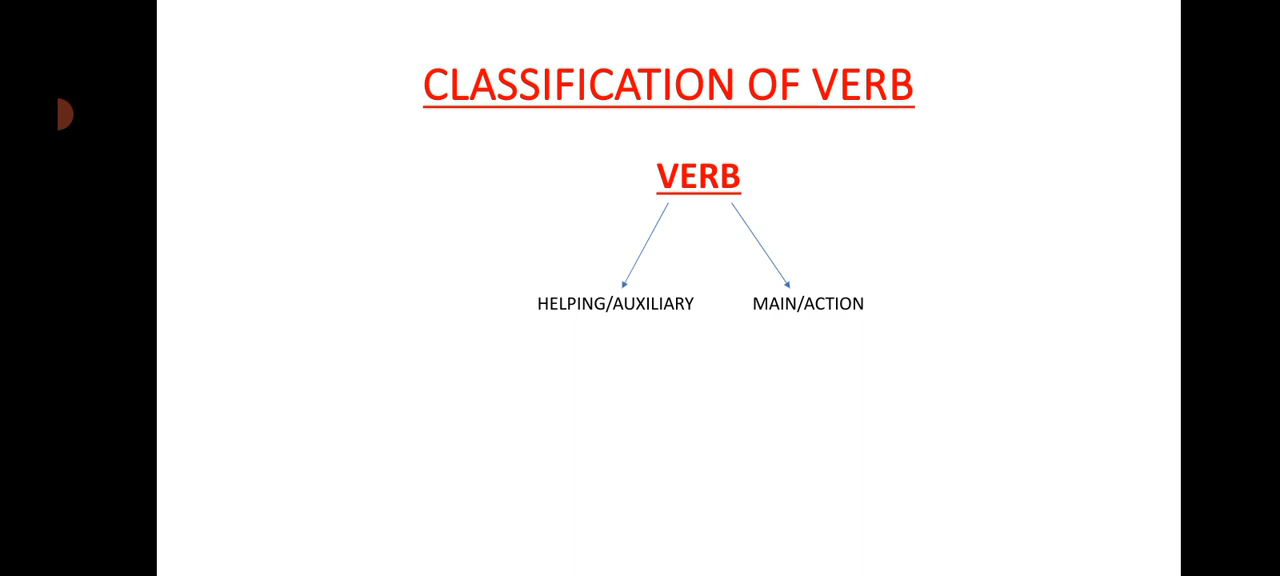 CLASSIFICATION OF VERB
VERB
HELPING/AUXILIARY MAIN/ACTION